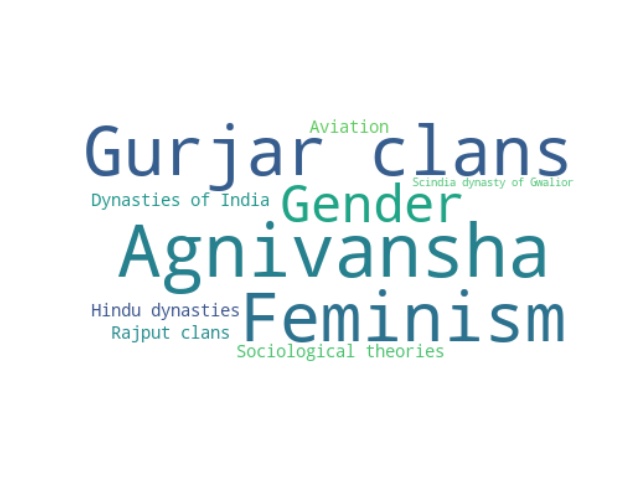 Aviation
Gurjar clans
Scindia dynasty of Gwalior
Dynasties of India
Gender
Agnivansha
Hindu dynasties
Feminism
Rajput clans
Sociological theories